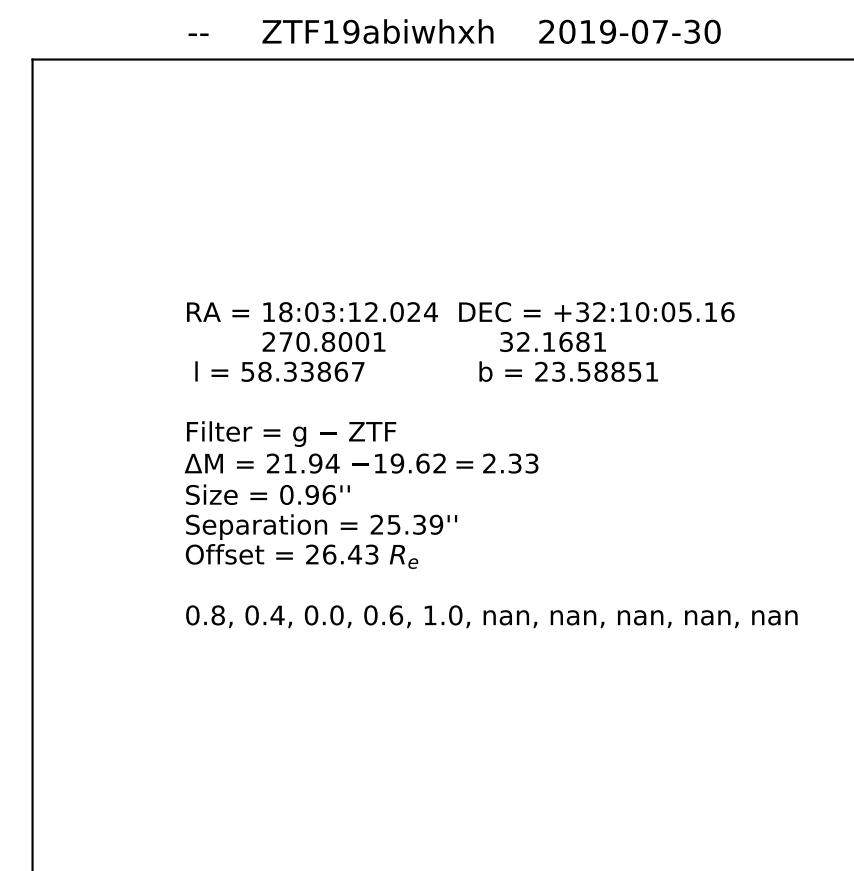 --  ZTF19abiwhxh  2019-07-30
RA = 18:03:12.024  DEC = +32:10:05.16
270.8001  32.1681
l = 58.33867  b = 23.58851
Filter = g − ZTF
ΔM = 21.94 −19.62 = 2.33
Size = 0.96''
Separation = 25.39''
Offset = 26.43 Re
0.8, 0.4, 0.0, 0.6, 1.0, nan, nan, nan, nan, nan